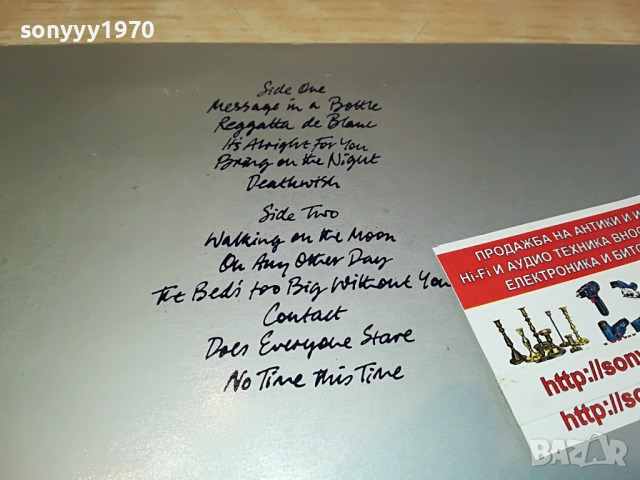 sonyyy1970
Side One
Message in a Bottle
Reggatta de Blanc
It's Alright For You
Bring on the Night
Deathwish
Side Two
Walking on the Moon
On Any Other Day
The Bed's too Big Without You
Contact
Does Everyone Stare
No Time this Time
ПРОДАЖБА НА АНТИКИ И И
Hi-Fi И АУДИО ТЕХНИКА ВНОС
ЕЛЕКТРОНИКА И БИТО
http://son
http://so
BAZAR